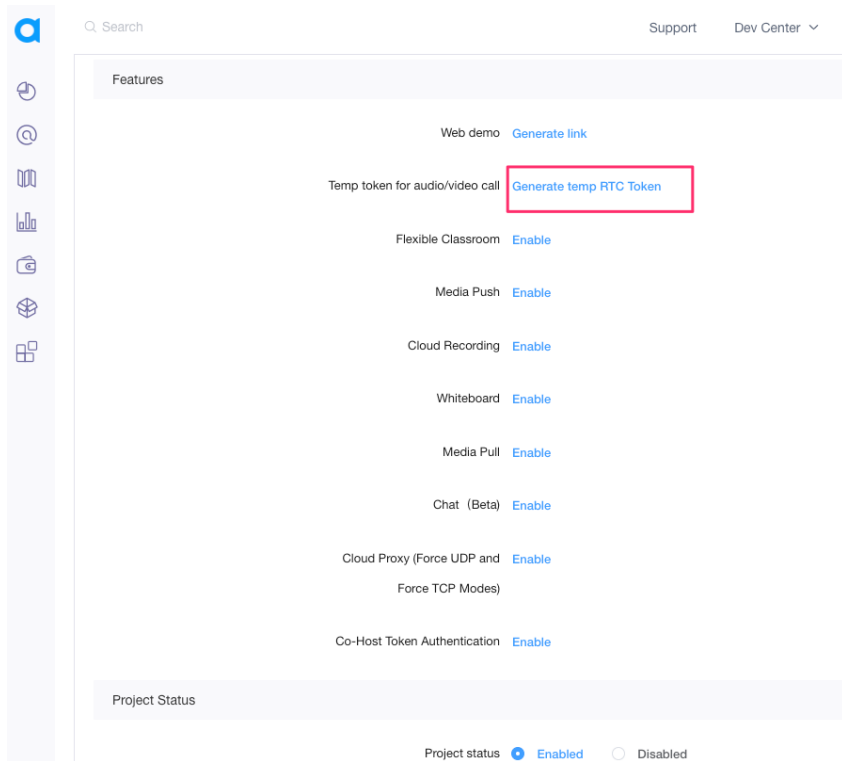 Search
Support
Dev Center
Features
Web demo Generate link
Temp token for audio/video call Generate temp RTC Token
Flexible Classroom Enable
Media Push Enable
Cloud Recording Enable
Whiteboard Enable
Media Pull Enable
Chat（Beta) Enable
Cloud Proxy (Force UDP and Enable
Force TCP Modes)
Co-Host Token Authentication Enable
Project Status
Project status Enabled Disabled